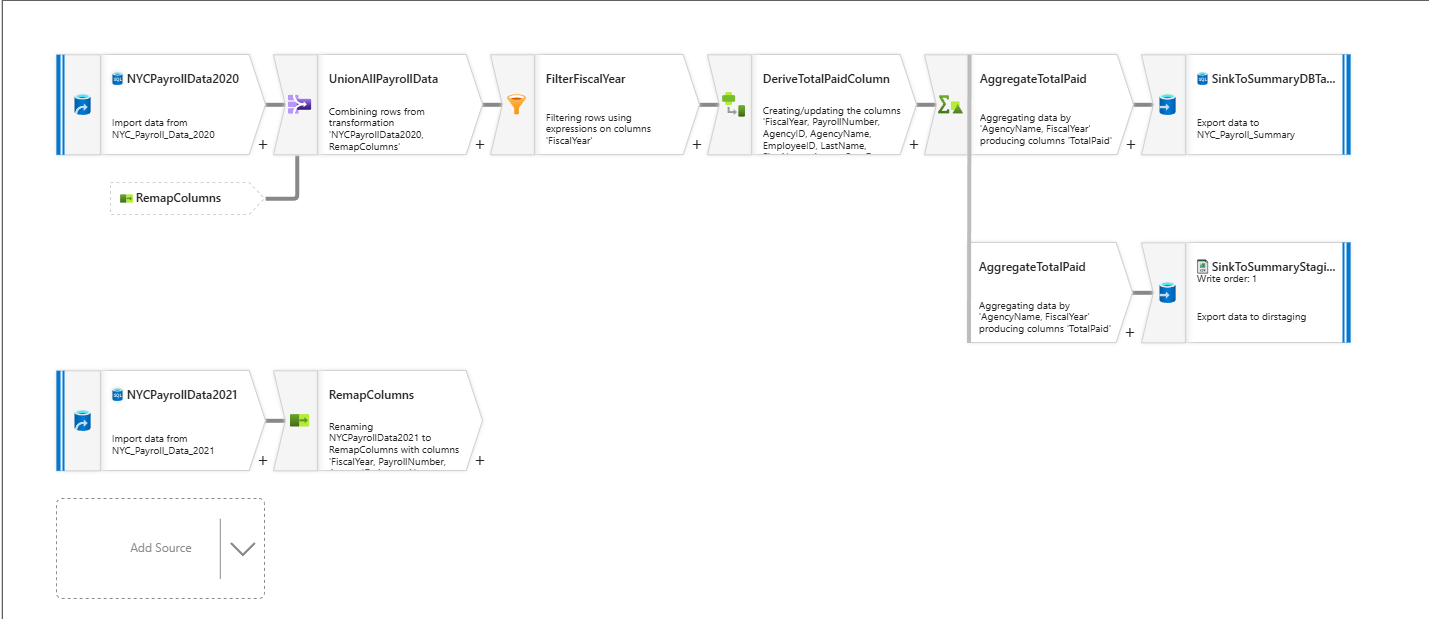 NYCPayrollData2020
Import data from
NYC_Payroll_Data_2020
+
UnionAllPayrollData
Combining rows from
transformation
'NYCPayrollData2020,
RemapColumns'
+
FilterFiscalYear
Filtering rows using
expressions on columns
'FiscalYear'
+
DeriveTotalPaidColumn
Creating/updating the columns
'FiscalYear, PayrollNumber,
AgencyID, AgencyName,
EmployeeID, LastName,
+
AggregateTotalPaid
Aggregating data by
'AgencyName, FiscalYear'
producing columns 'TotalPaid'
+
SinkToSummaryDBTa...
Export data to
NYC_Payroll_Summary
RemapColumns
AggregateTotalPaid
Aggregating data by
'AgencyName, FiscalYear'
producing columns 'TotalPaid'
+
SinkToSummaryStagi...
Write order: 1
Export data to dirstaging
NYCPayrollData2021
Import data from
NYC_Payroll_Data_2021
+
RemapColumns
Renaming
NYCPayrollData2021 to
RemapColumns with columns
'FiscalYear, PayrollNumber,
+
Add Source